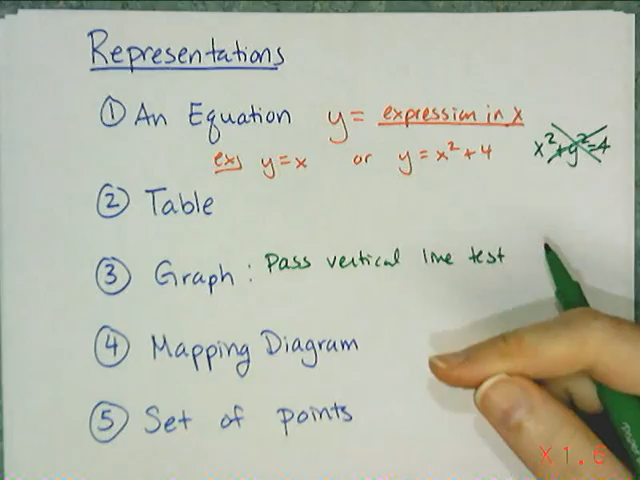 Representations
① An Equation y = expression in x
ex) y = x or y = x² + 4 x² + y² = 4
② Table
③ Graph : Pass vertical line test
④ Mapping Diagram
⑤ Set of points
X1.6